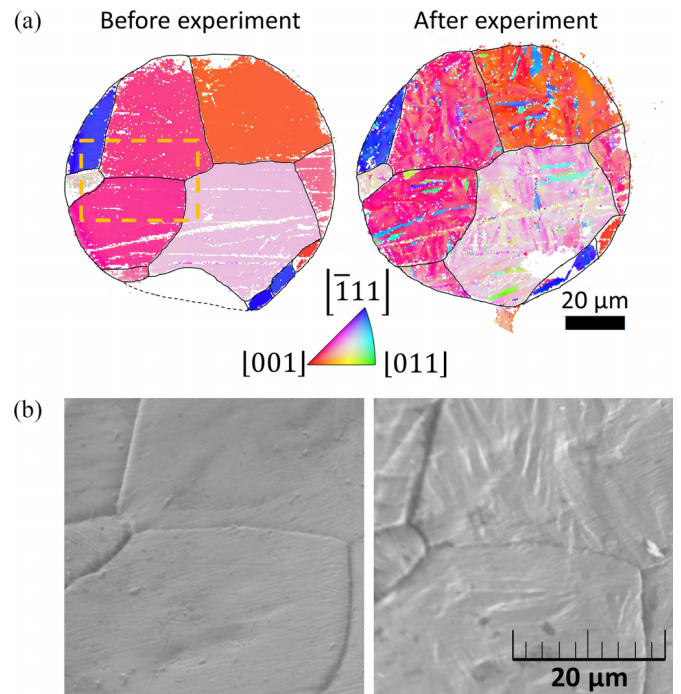 (a) Before experiment After experiment
[1̅11]
20 μm
[001] [011]
(b)
20 μm